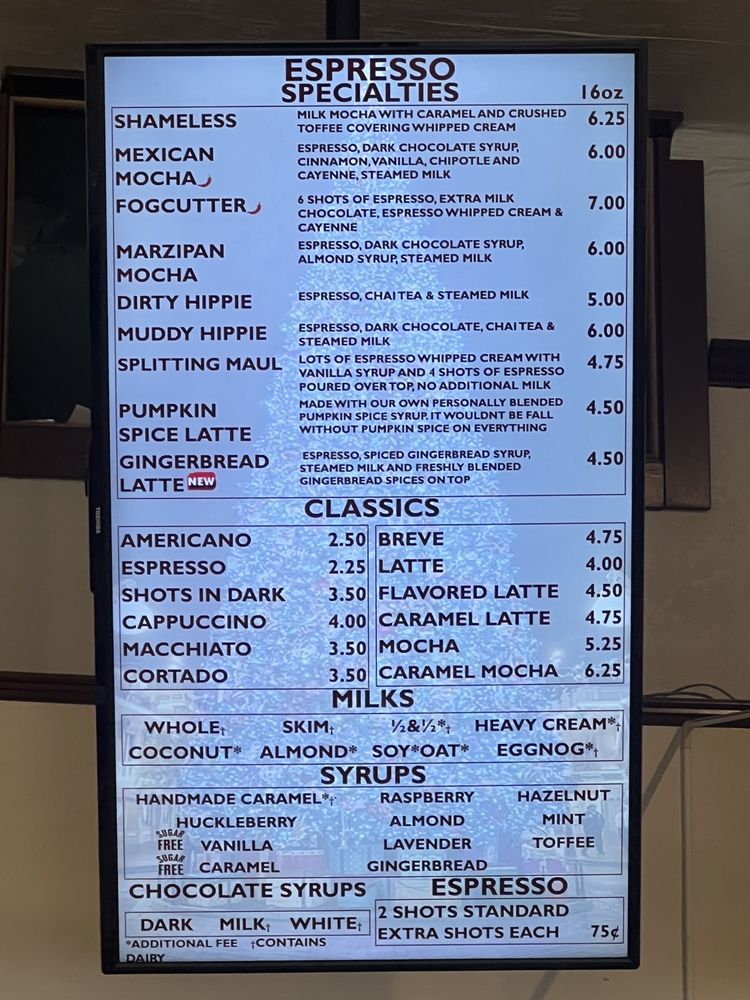 ESPRESSO
SPECIALTIES 16oz
SHAMELESS MILK MOCHA WITH CARAMEL AND CRUSHED 6.25
TOFFEE COVERING WHIPPED CREAM
MEXICAN ESPRESSO, DARK CHOCOLATE SYRUP, 6.00
CINNAMON, VANILLA, CHIPOTLE AND
MOCHA CAYENNE, STEAMED MILK
FOGCUTTER 6 SHOTS OF ESPRESSO, EXTRA MILK 7.00
CHOCOLATE, ESPRESSO WHIPPED CREAM &
CAYENNE
MARZIPAN ESPRESSO, DARK CHOCOLATE SYRUP, 6.00
ALMOND SYRUP, STEAMED MILK
MOCHA
DIRTY HIPPIE ESPRESSO, CHAI TEA & STEAMED MILK 5.00
MUDDY HIPPIE ESPRESSO, DARK CHOCOLATE, CHAI TEA & 6.00
STEAMED MILK
SPLITTING MAUL LOTS OF ESPRESSO WHIPPED CREAM WITH 4.75
VANILLA SYRUP AND 4 SHOTS OF ESPRESSO
POURED OVER TOP, NO ADDITIONAL MILK
PUMPKIN MADE WITH OUR OWN PERSONALLY BLENDED 4.50
PUMPKIN SPICE SYRUP. IT WOULDNT BE FALL
SPICE LATTE WITHOUT PUMPKIN SPICE ON EVERYTHING
GINGERBREAD ESPRESSO, SPICED GINGERBREAD SYRUP, 4.50
STEAMED MILK AND FRESHLY BLENDED
LATTE NEW GINGERBREAD SPICES ON TOP
CLASSICS
AMERICANO 2.50 BREVE 4.75
ESPRESSO 2.25 LATTE 4.00
SHOTS IN DARK 3.50 FLAVORED LATTE 4.50
CAPPUCCINO 4.00 CARAMEL LATTE 4.75
MACCHIATO 3.50 MOCHA 5.25
CORTADO 3.50 CARAMEL MOCHA 6.25
MILKS
WHOLE† SKIM† ½&½*† HEAVY CREAM*†
COCONUT* ALMOND* SOY*OAT* EGGNOG*†
SYRUPS
HANDMADE CARAMEL*† RASPBERRY HAZELNUT
HUCKLEBERRY ALMOND MINT
SUGAR FREE VANILLA LAVENDER TOFFEE
SUGAR FREE CARAMEL GINGERBREAD
CHOCOLATE SYRUPS
DARK MILK† WHITE†
*ADDITIONAL FEE †CONTAINS
DAIRY
ESPRESSO
2 SHOTS STANDARD
EXTRA SHOTS EACH 75¢
TOSHIBA